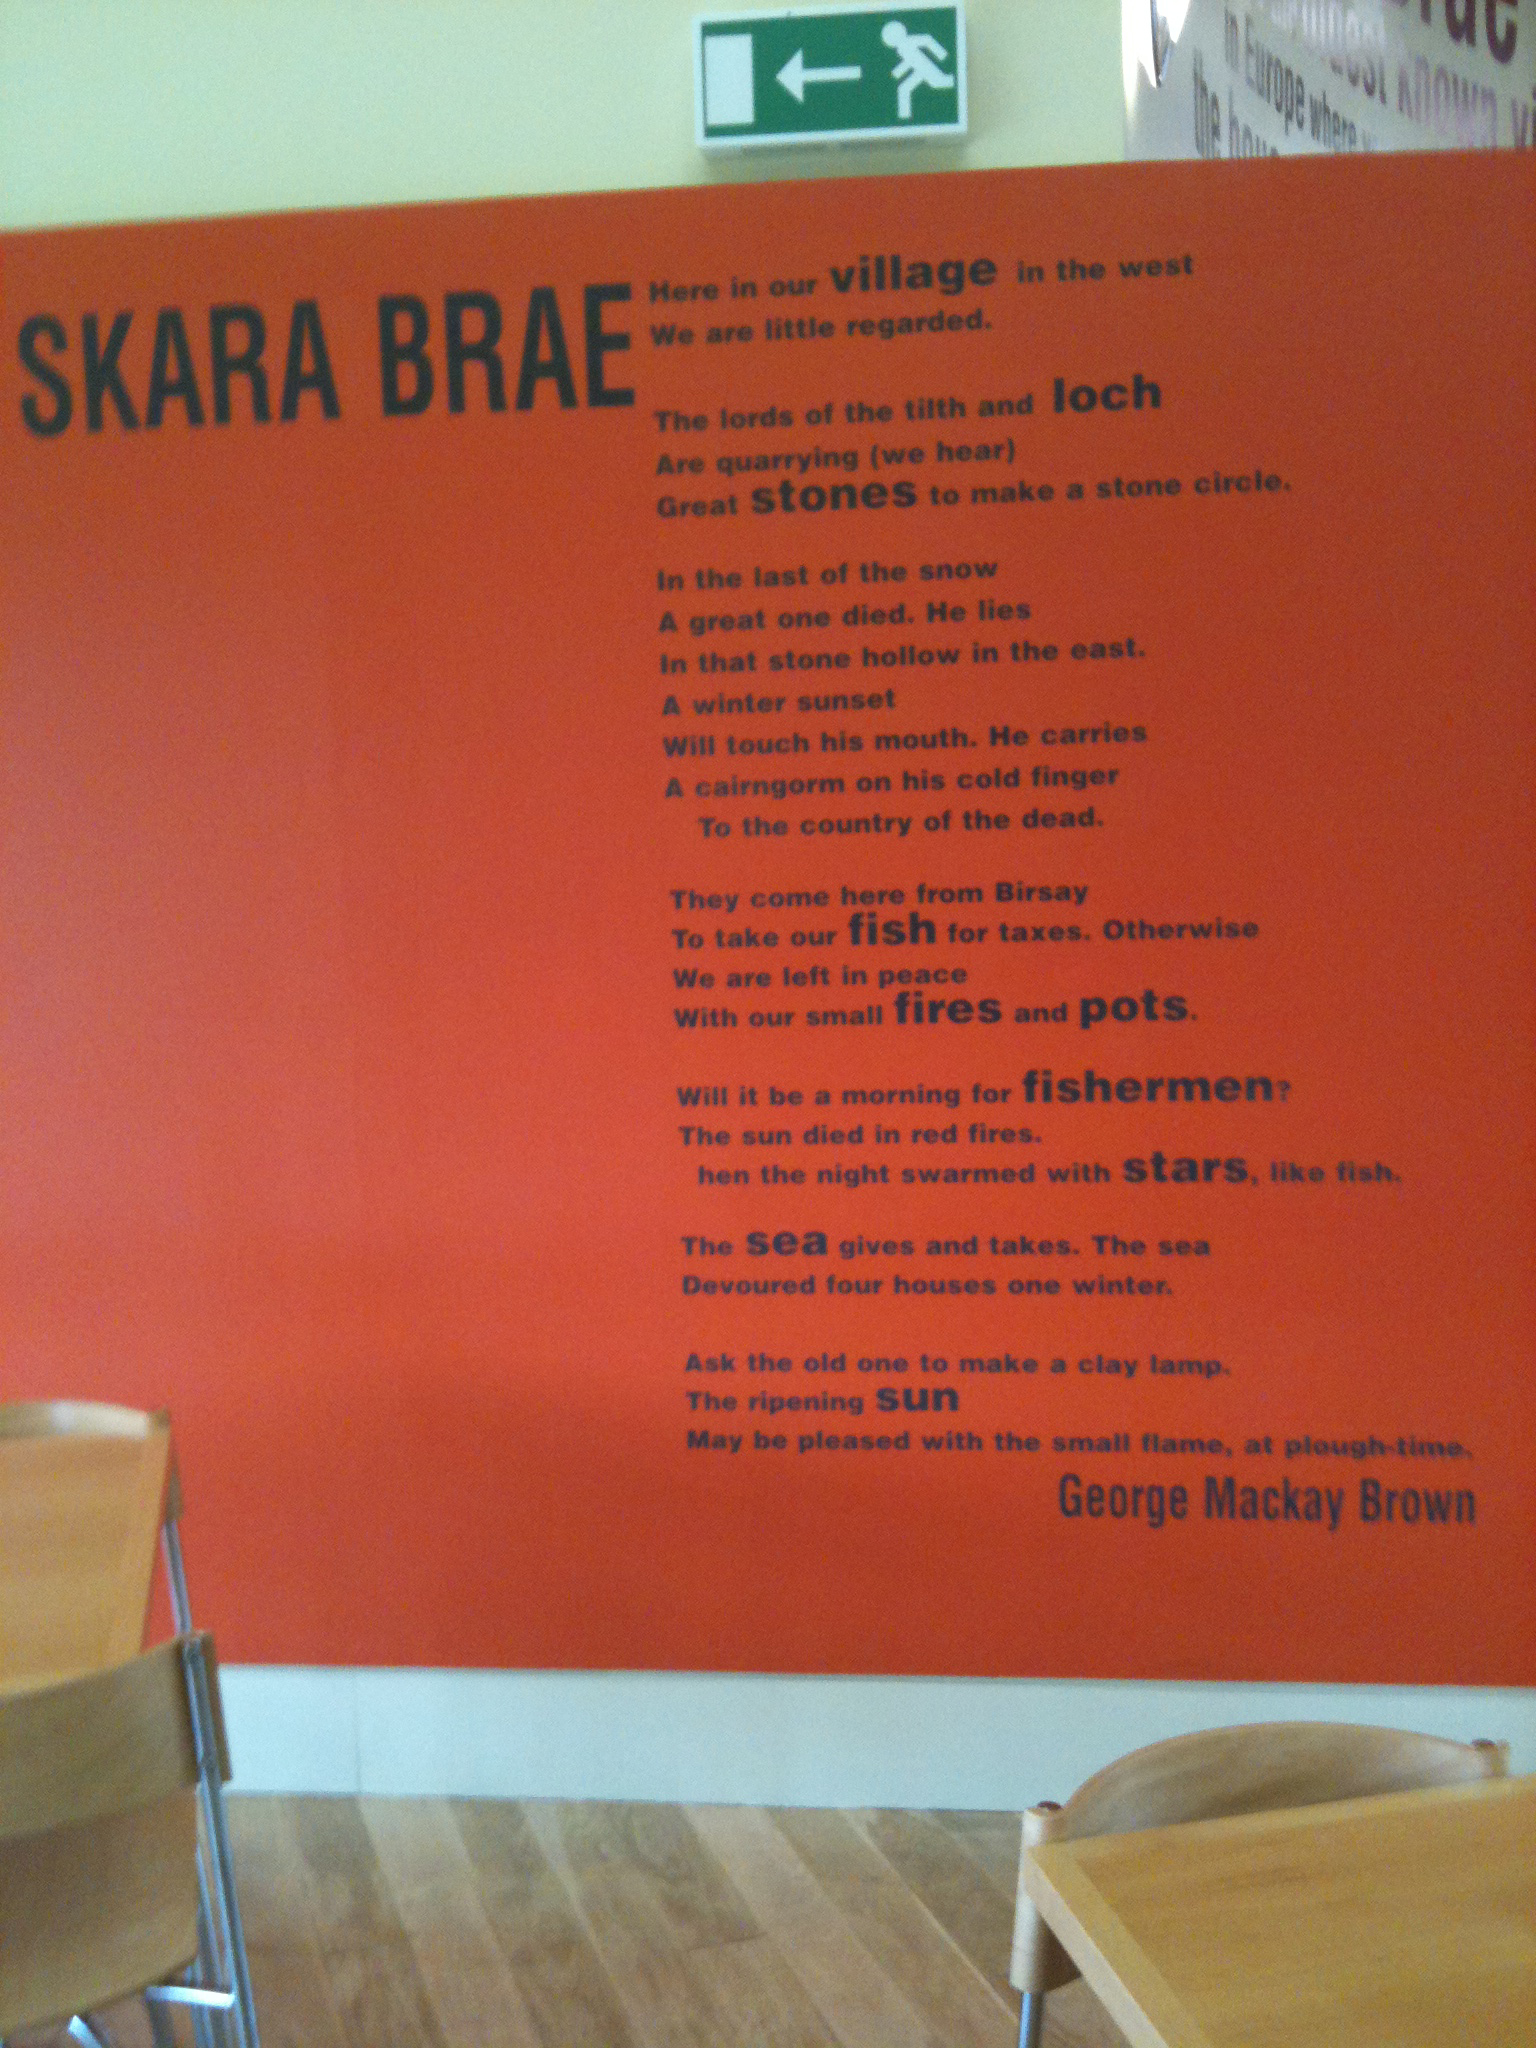 SKARA BRAE
Here in our village in the west
We are little regarded.
The lords of the tilth and loch
Are quarrying (we hear)
Great stones to make a stone circle.
In the last of the snow
A great one died. He lies
In that stone hollow in the east.
A winter sunset
Will touch his mouth. He carries
A cairngorm on his cold finger
To the country of the dead.
They come here from Birsay
To take our fish for taxes. Otherwise
We are left in peace
With our small fires and pots.
Will it be a morning for fishermen?
The sun died in red fires.
hen the night swarmed with stars, like fish.
The sea gives and takes. The sea
Devoured four houses one winter.
Ask the old one to make a clay lamp.
The ripening sun
May be pleased with the small flame, at plough-time.
George Mackay Brown
known
in Europe where
the